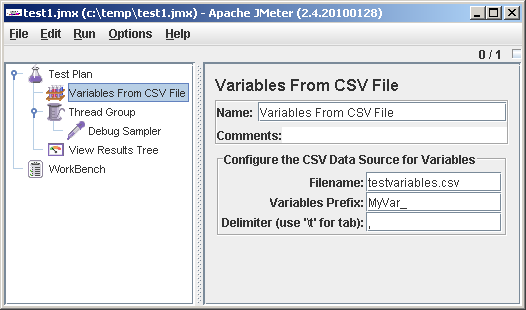 test1.jmx (c:\temp\test1.jmx) - Apache JMeter (2.4.20100128)
File Edit Run Options Help
0 / 1
Test Plan
Variables From CSV File
Thread Group
Debug Sampler
View Results Tree
WorkBench
Variables From CSV File
Name: Variables From CSV File
Comments:
Configure the CSV Data Source for Variables
Filename: testvariables.csv
Variables Prefix: MyVar_
Delimiter (use '\t' for tab): ,